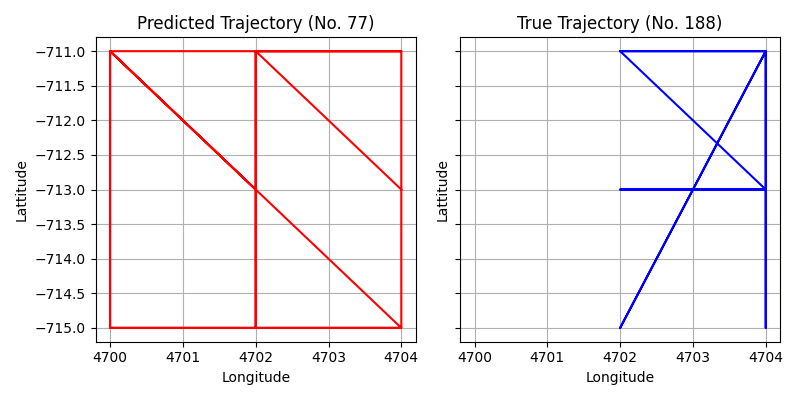 Predicted Trajectory (No. 77)
True Trajectory (No. 188)
−711.0
−711.5
−712.0
−712.5
−713.0
−713.5
−714.0
−714.5
−715.0
Lattitude
Lattitude
4700 4701 4702 4703 4704
4700 4701 4702 4703 4704
Longitude
Longitude